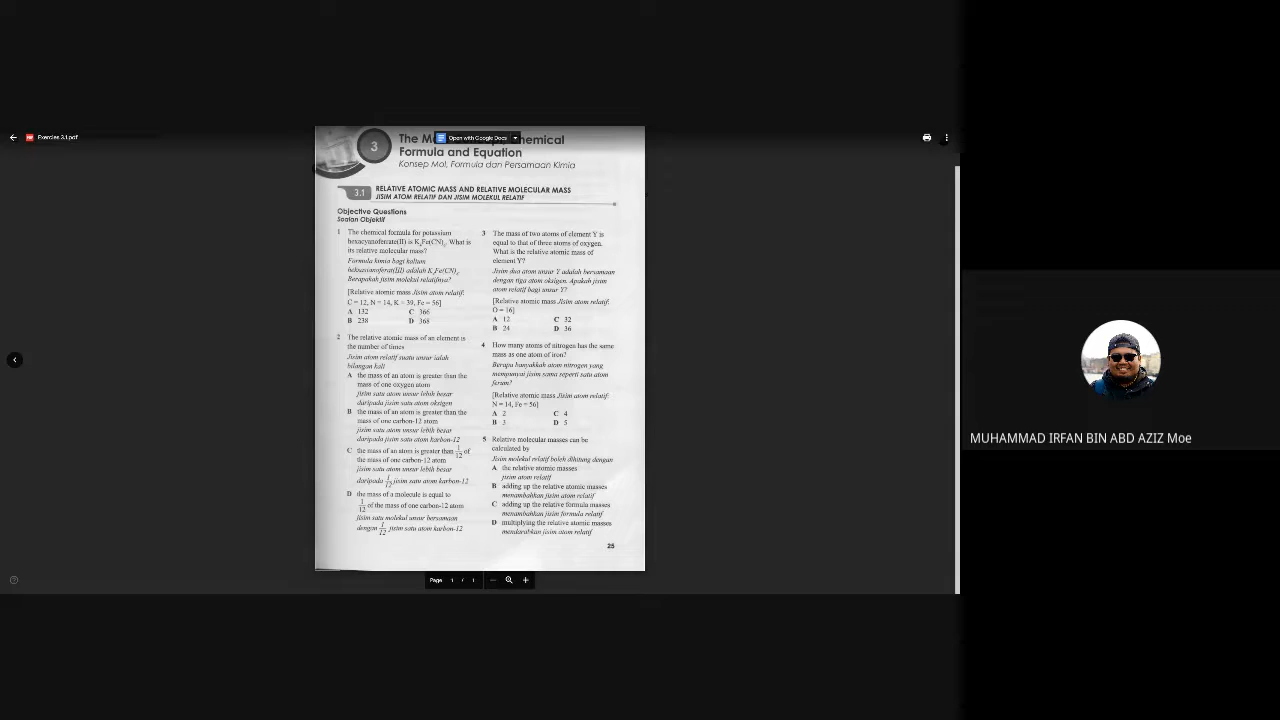 Exercies 3.1.pdf
Open with Google Docs
3
The M hemical
Formula and Equation
Konsep Mol, Formula dan Persamaan Kimia
3.1
RELATIVE ATOMIC MASS AND RELATIVE MOLECULAR MASS
JISIM ATOM RELATIF DAN JISIM MOLEKUL RELATIF
Objective Questions
Soalan Objektif
1 The chemical formula for potassium
hexacyanoferrate(II) is K4Fe(CN)6. What is
its relative molecular mass?
Formula kimia bagi kalium
heksasianoferat(III) adalah K4Fe(CN)6.
Berapakah jisim molekul relatifnya?
[Relative atomic mass Jisim atom relatif:
C = 12, N = 14, K = 39, Fe = 56]
A 132 C 366
B 238 D 368
2 The relative atomic mass of an element is
the number of times
Jisim atom relatif suatu unsur ialah
bilangan kali
A the mass of an atom is greater than the
mass of one oxygen atom
jisim satu atom unsur lebih besar
daripada jisim satu atom oksigen
B the mass of an atom is greater than the
mass of one carbon-12 atom
jisim satu atom unsur lebih besar
daripada jisim satu atom karbon-12
C the mass of an atom is greater than 1/12 of
the mass of one carbon-12 atom
jisim satu atom unsur lebih besar
daripada 1/12 jisim satu atom karbon-12
D the mass of a molecule is equal to
1/12 of the mass of one carbon-12 atom
jisim satu molekul unsur bersamaan
dengan 1/12 jisim satu atom karbon-12
3 The mass of two atoms of element Y is
equal to that of three atoms of oxygen.
What is the relative atomic mass of
element Y?
Jisim dua atom unsur Y adalah bersamaan
dengan tiga atom oksigen. Apakah jisim
atom relatif bagi unsur Y?
[Relative atomic mass Jisim atom relatif:
O = 16]
A 12 C 32
B 24 D 36
4 How many atoms of nitrogen has the same
mass as one atom of iron?
Berapa banyakkah atom nitrogen yang
mempunyai jisim sama seperti satu atom
ferum?
[Relative atomic mass Jisim atom relatif:
N = 14, Fe = 56]
A 2 C 4
B 3 D 5
5 Relative molecular masses can be
calculated by
Jisim molekul relatif boleh dihitung dengan
A the relative atomic masses
jisim atom relatif
B adding up the relative atomic masses
menambahkan jisim atom relatif
C adding up the relative formula masses
menambahkan jisim formula relatif
D multiplying the relative atomic masses
mendarabkan jisim atom relatif
25
Page 1 / 1
MUHAMMAD IRFAN BIN ABD AZIZ Moe